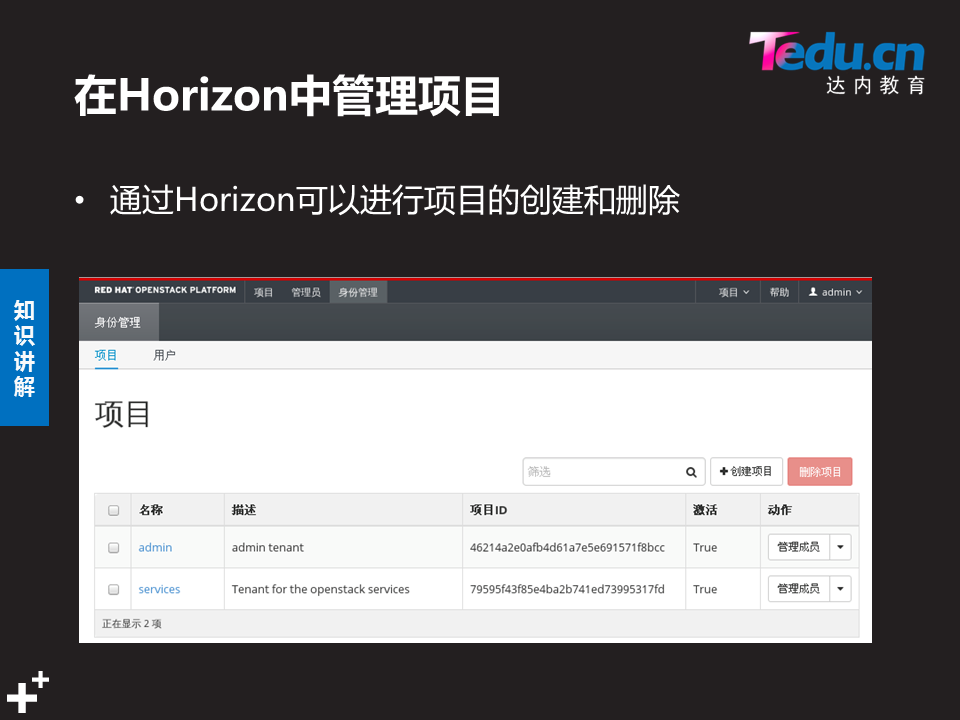 Tedu.cn
达内教育
在Horizon中管理项目
• 通过Horizon可以进行项目的创建和删除
知识讲解
RED HAT OPENSTACK PLATFORM 项目 管理员 身份管理 项目 帮助 admin
身份管理
项目 用户
项目
筛选 创建项目 删除项目
名称 描述 项目ID 激活 动作
admin admin tenant 46214a2e0afb4d61a7e5e691571f8bcc True 管理成员
services Tenant for the openstack services 79595f43f85e4ba2b741ed73995317fd True 管理成员
正在显示 2 项